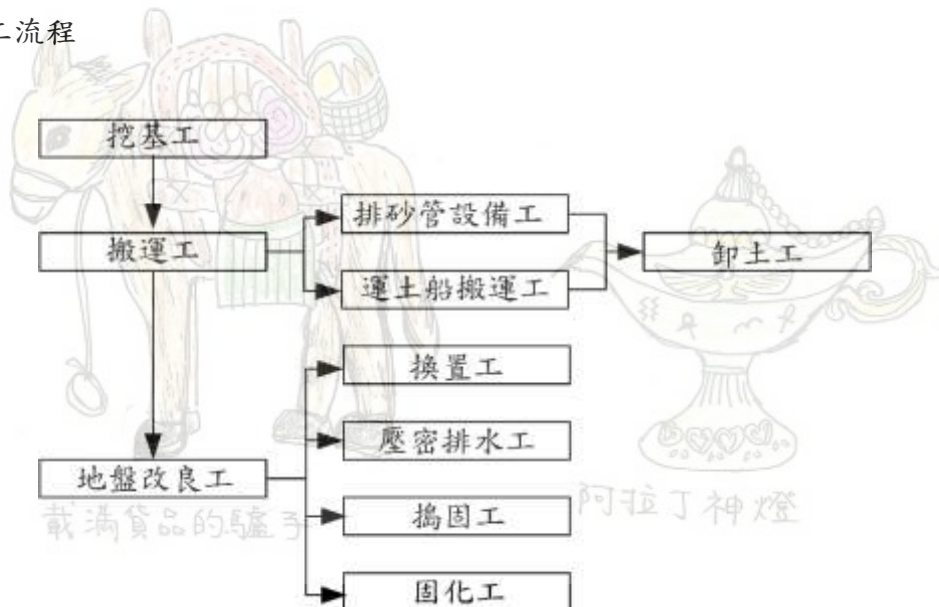 工流程
挖基工
搬運工
排砂管設備工
運土船搬運工
卸土工
換置工
壓密排水工
地盤改良工
搗固工
固化工
載滿貨品的驢子
阿拉丁神燈